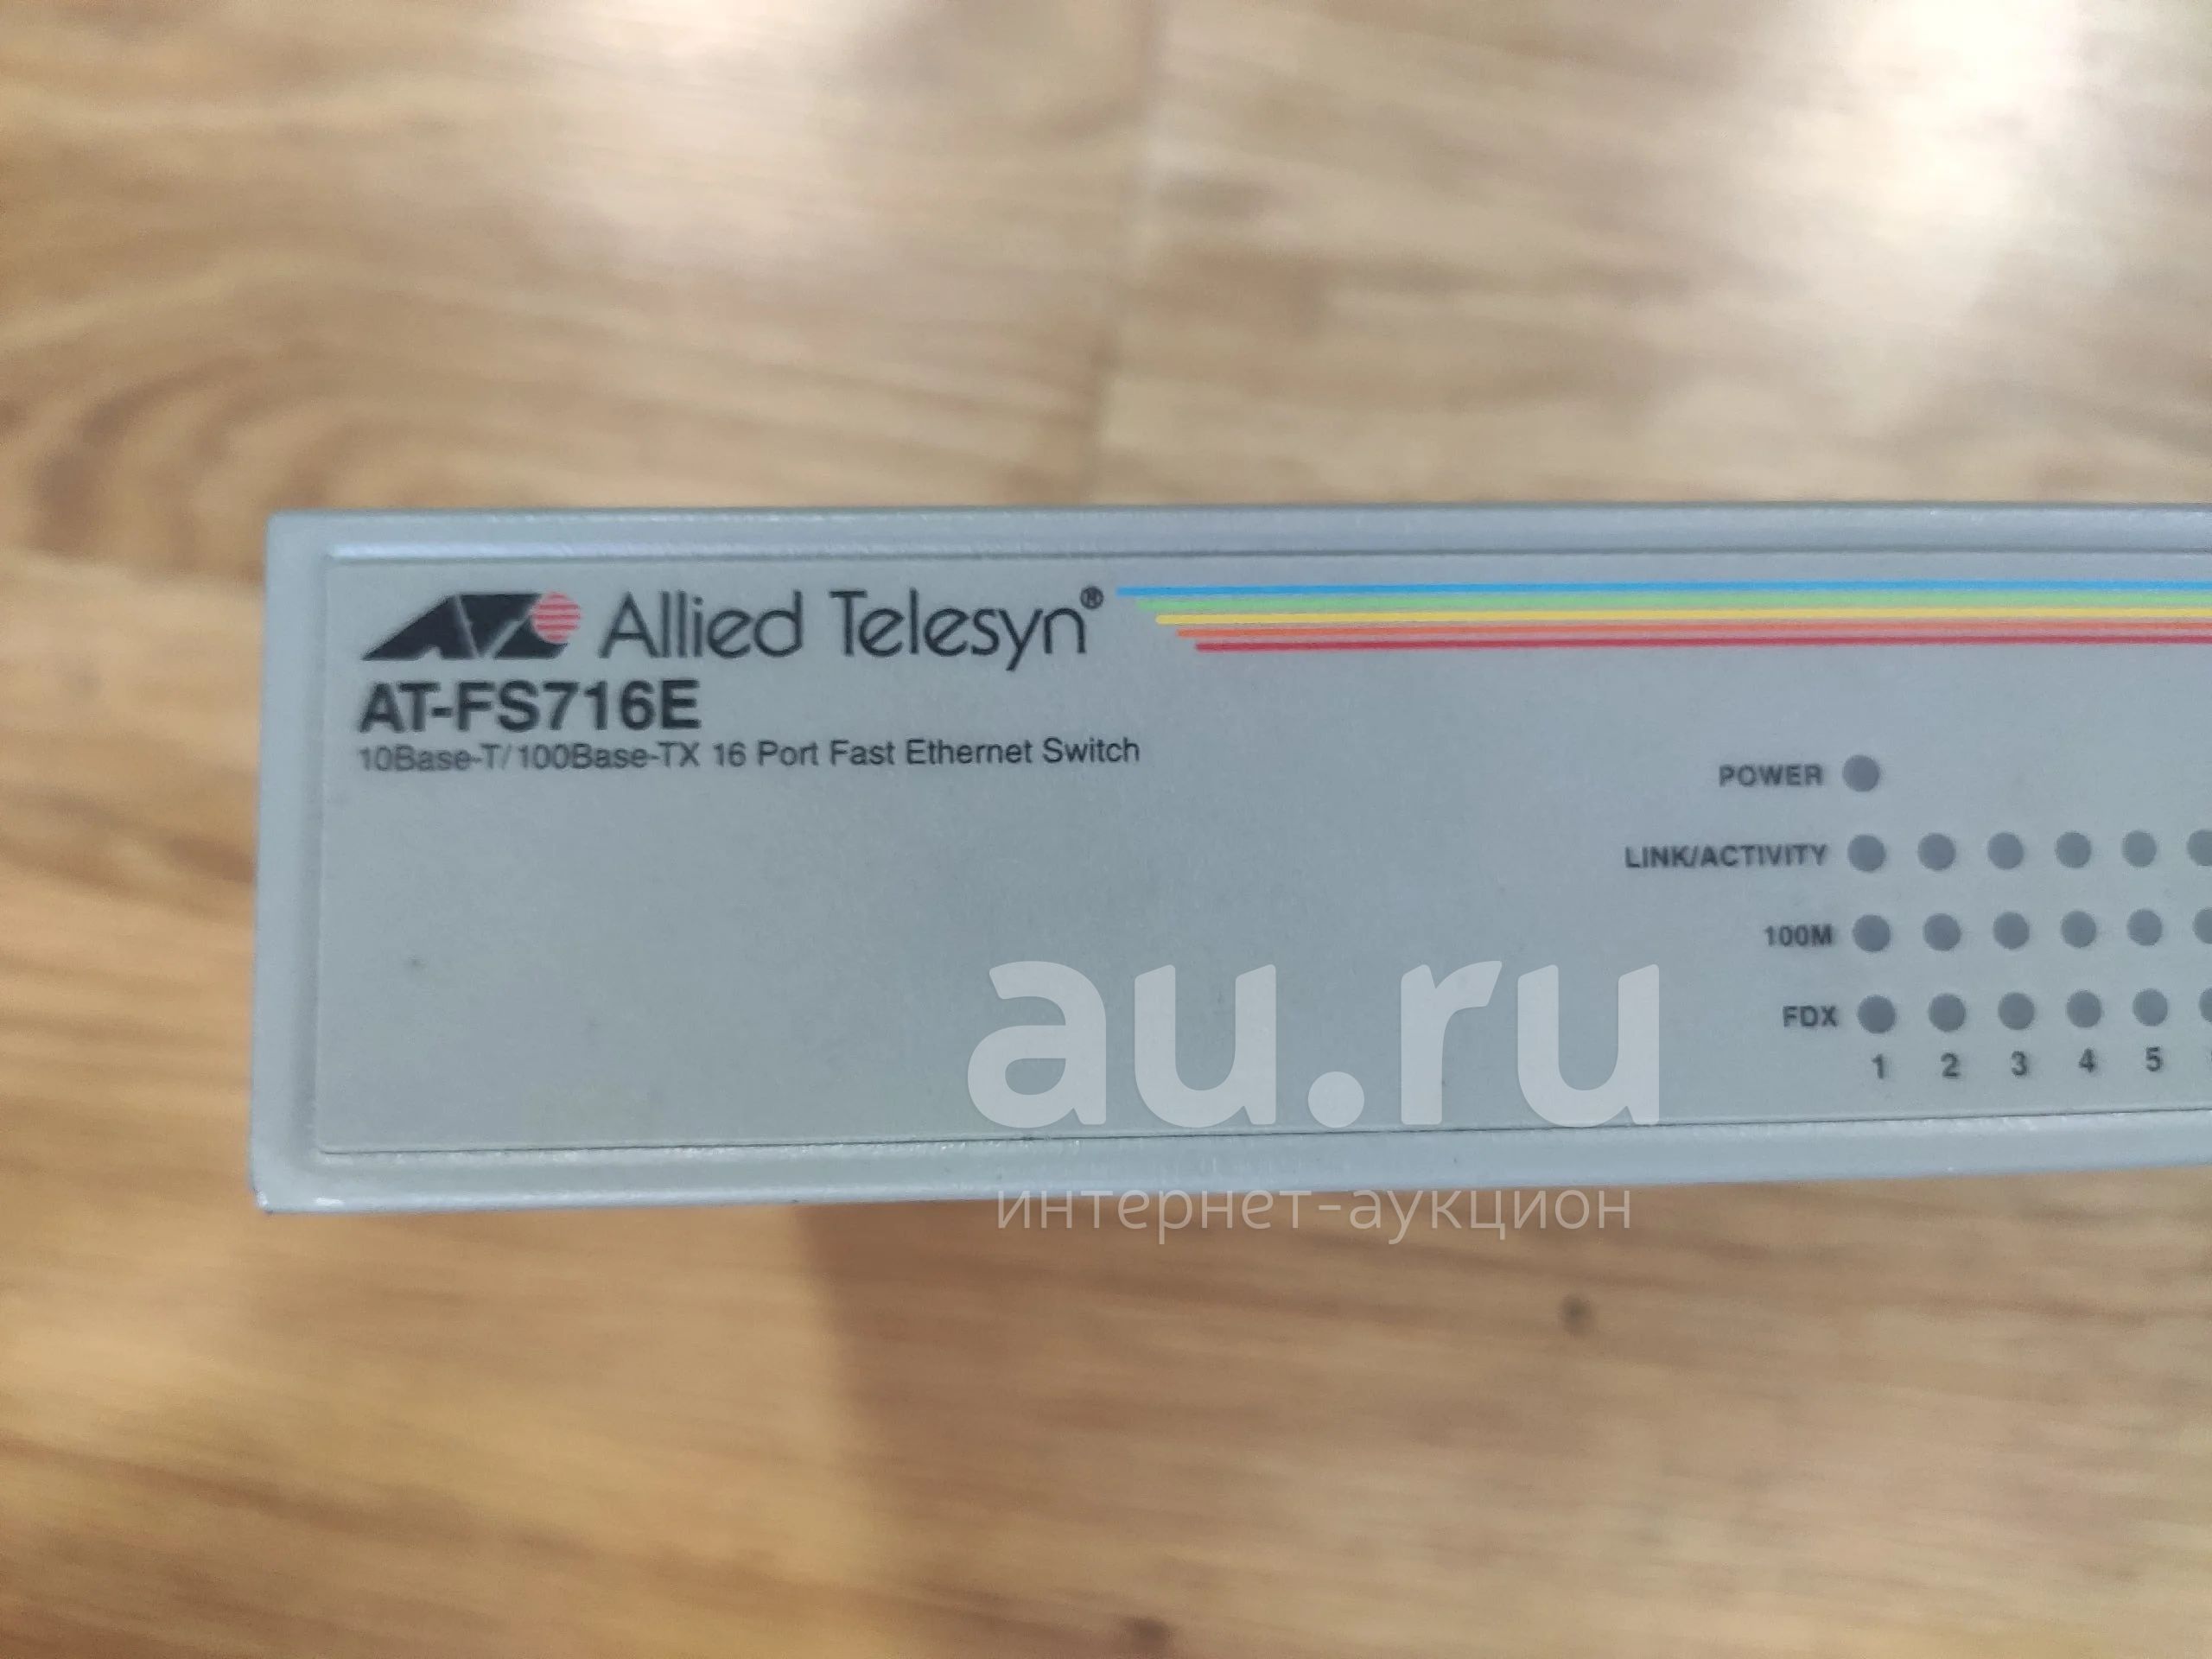 Allied Telesyn®
AT-FS716E
10Base-T/100Base-TX 16 Port Fast Ethernet Switch
POWER
LINK/ACTIVITY
100M
FDX
1 2 3 4 5
au.ru
интернет-аукцион